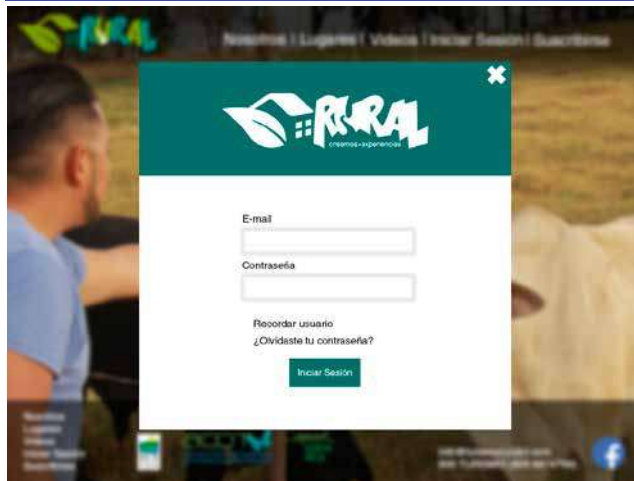 RURAL
Nosotros | Lugares | Videos | Iniciar Sesión | Suscribirse
RURAL
creamos experiencias
E-mail
Contraseña
Recordar usuario
¿Olvidaste tu contraseña?
Iniciar Sesión
Nosotros
Lugares
Videos
Iniciar Sesión
Suscribirse